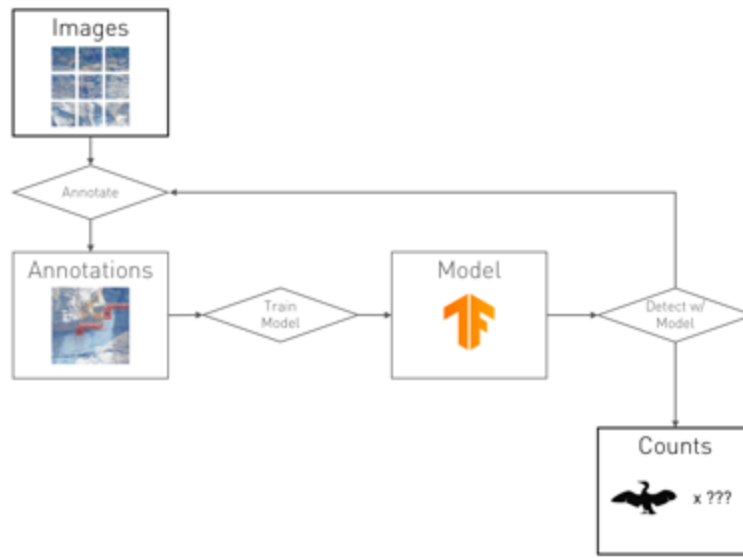 Images
Annotate
Annotations
Train
Model
Model
Detect w/
Model
Counts
x ???